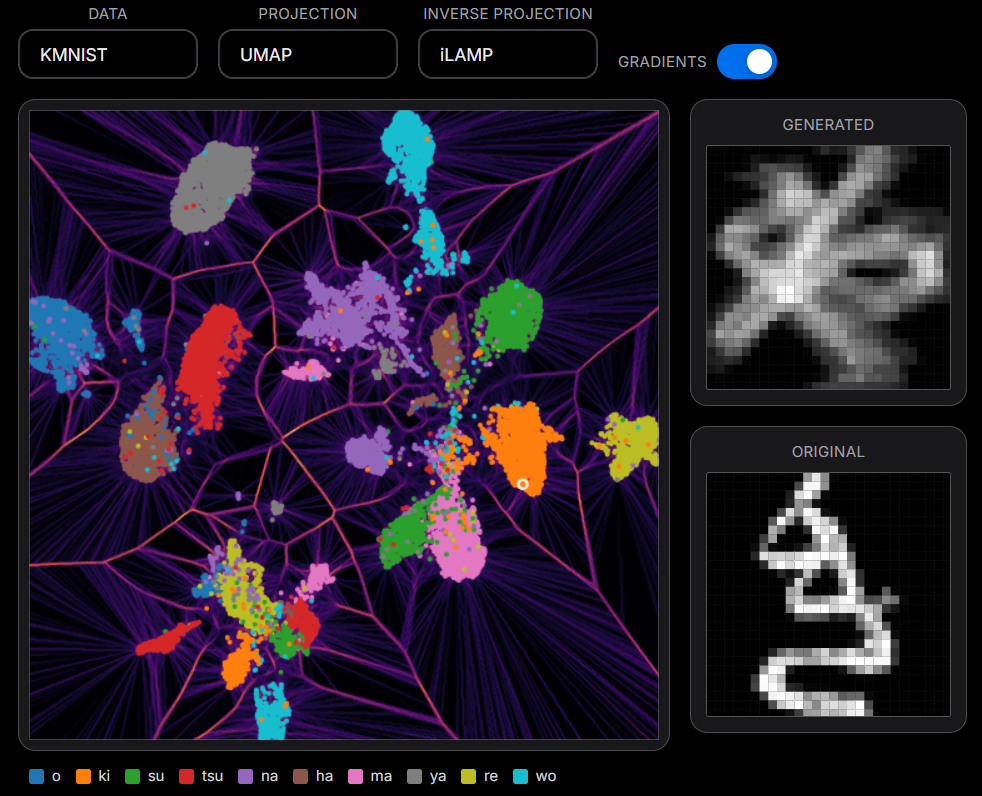 DATA PROJECTION INVERSE PROJECTION
KMNIST UMAP iLAMP GRADIENTS
GENERATED
ORIGINAL
o ki su tsu na ha ma ya re wo